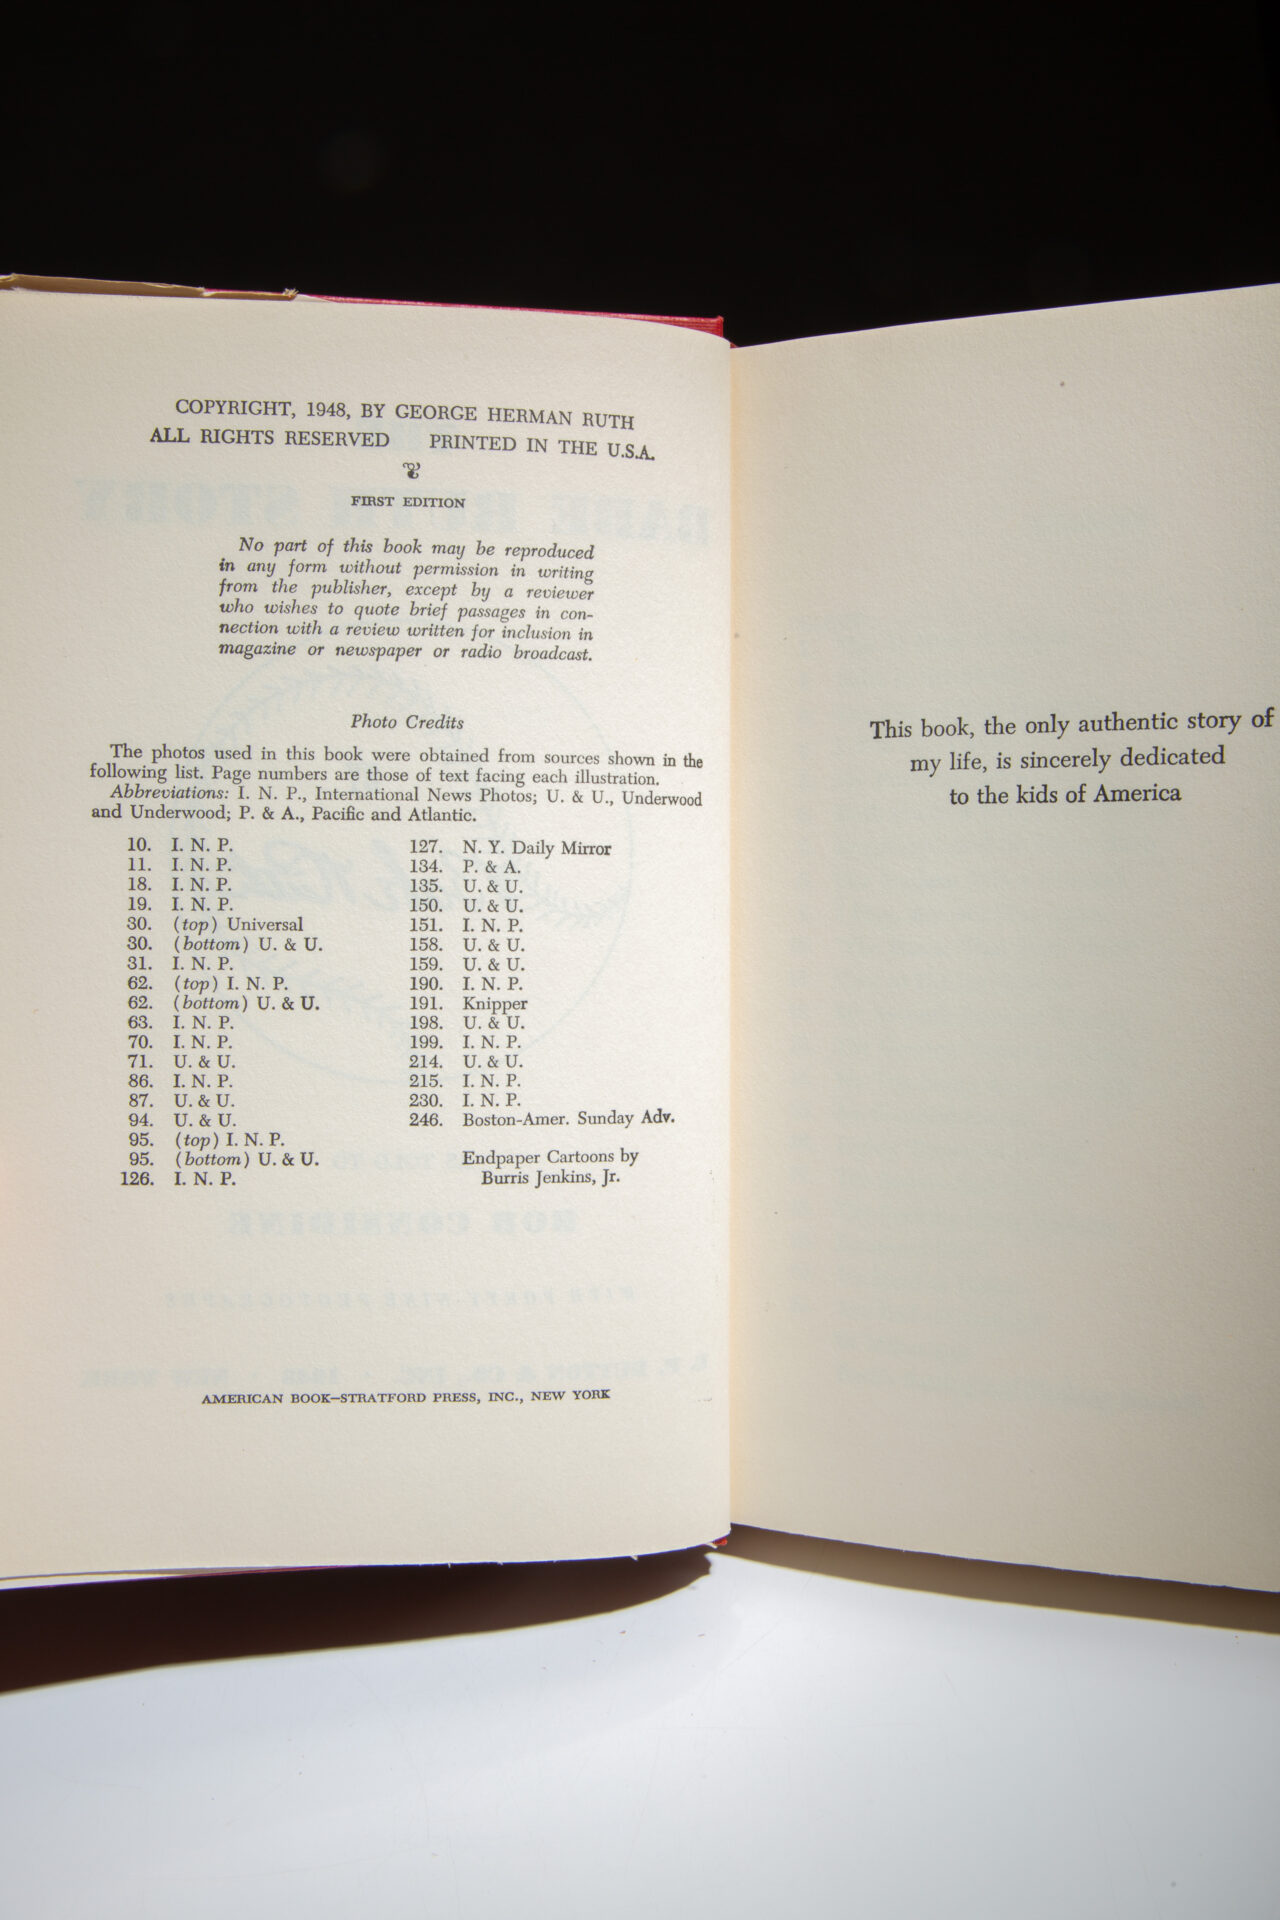 COPYRIGHT, 1948, BY GEORGE HERMAN RUTH
ALL RIGHTS RESERVED PRINTED IN THE U.S.A.
FIRST EDITION
No part of this book may be reproduced
in any form without permission in writing
from the publisher, except by a reviewer
who wishes to quote brief passages in con-
nection with a review written for inclusion in
magazine or newspaper or radio broadcast.
Photo Credits
The photos used in this book were obtained from sources shown in the
following list. Page numbers are those of text facing each illustration.
Abbreviations: I. N. P., International News Photos; U. & U., Underwood
and Underwood; P. & A., Pacific and Atlantic.
10. I. N. P.
11. I. N. P.
18. I. N. P.
19. I. N. P.
30. (top) Universal
30. (bottom) U. & U.
31. I. N. P.
62. (top) I. N. P.
62. (bottom) U. & U.
63. I. N. P.
70. I. N. P.
71. U. & U.
86. I. N. P.
87. U. & U.
94. U. & U.
95. (top) I. N. P.
95. (bottom) U. & U.
126. I. N. P.
127. N. Y. Daily Mirror
134. P. & A.
135. U. & U.
150. U. & U.
151. I. N. P.
158. U. & U.
159. U. & U.
190. I. N. P.
191. Knipper
198. U. & U.
199. I. N. P.
214. U. & U.
215. I. N. P.
230. I. N. P.
246. Boston-Amer. Sunday Adv.
Endpaper Cartoons by
Burris Jenkins, Jr.
AMERICAN BOOK—STRATFORD PRESS, INC., NEW YORK
This book, the only authentic story of
my life, is sincerely dedicated
to the kids of America